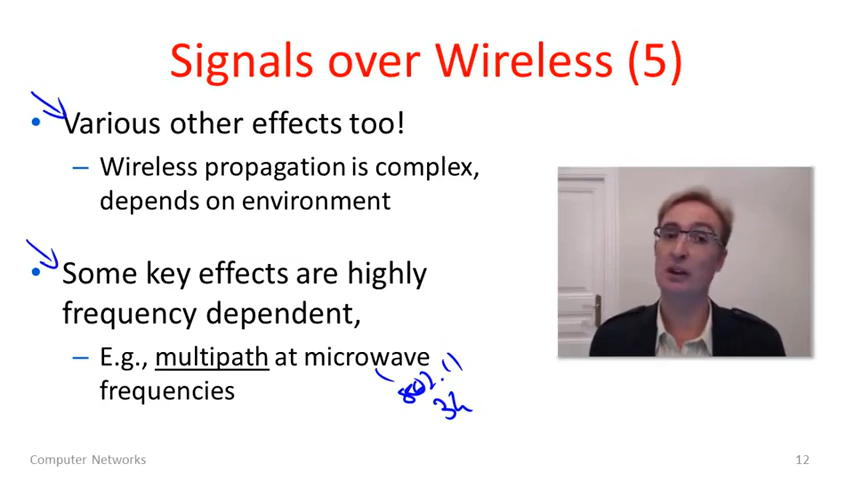 Signals over Wireless (5)
• Various other effects too!
– Wireless propagation is complex,
depends on environment
• Some key effects are highly
frequency dependent,
– E.g., multipath at microwave
frequencies
802.11
Computer Networks
12